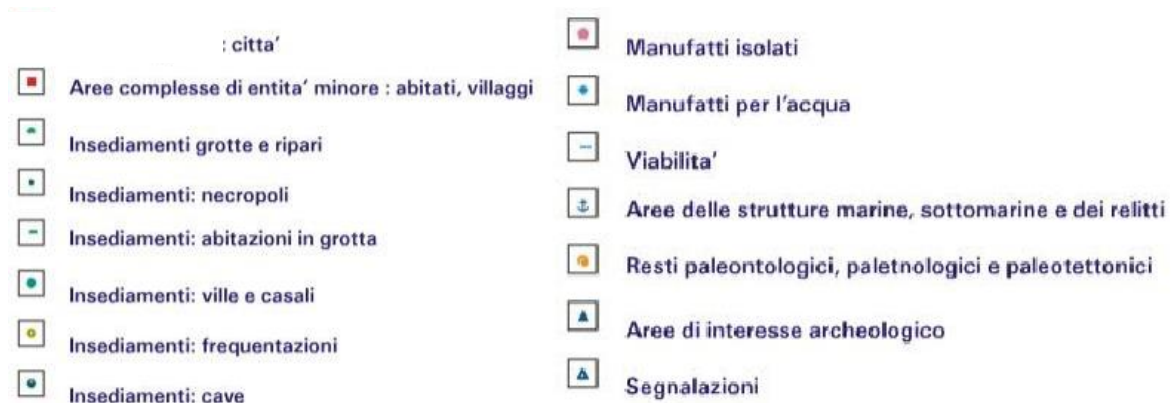 : citta'
Aree complesse di entita' minore : abitati, villaggi
Insediamenti grotte e ripari
Insediamenti: necropoli
Insediamenti: abitazioni in grotta
Insediamenti: ville e casali
Insediamenti: frequentazioni
Insediamenti: cave
Manufatti isolati
Manufatti per l'acqua
Viabilita'
Aree delle strutture marine, sottomarine e dei relitti
Resti paleontologici, paletnologici e paleotettonici
Aree di interesse archeologico
Segnalazioni